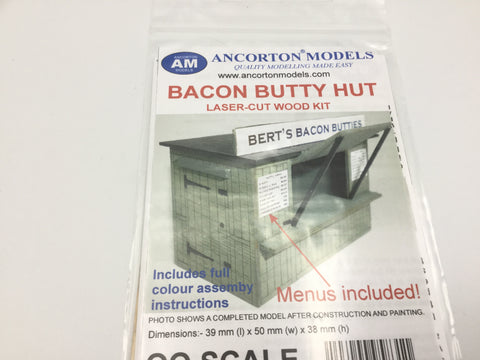 ANCORTON
AM
MODELS
ANCORTON® MODELS
QUALITY MODELLING MADE EASY
www.ancortonmodels.com
BACON BUTTY HUT
LASER-CUT WOOD KIT
BERT'S BACON BUTTIES
Includes full
colour assemby
instructions
Menus included!
PHOTO SHOWS A COMPLETED MODEL AFTER CONSTRUCTION AND PAINTING.
Dimensions:- 39 mm (l) x 50 mm (w) x 38 mm (h)
OO SCALE